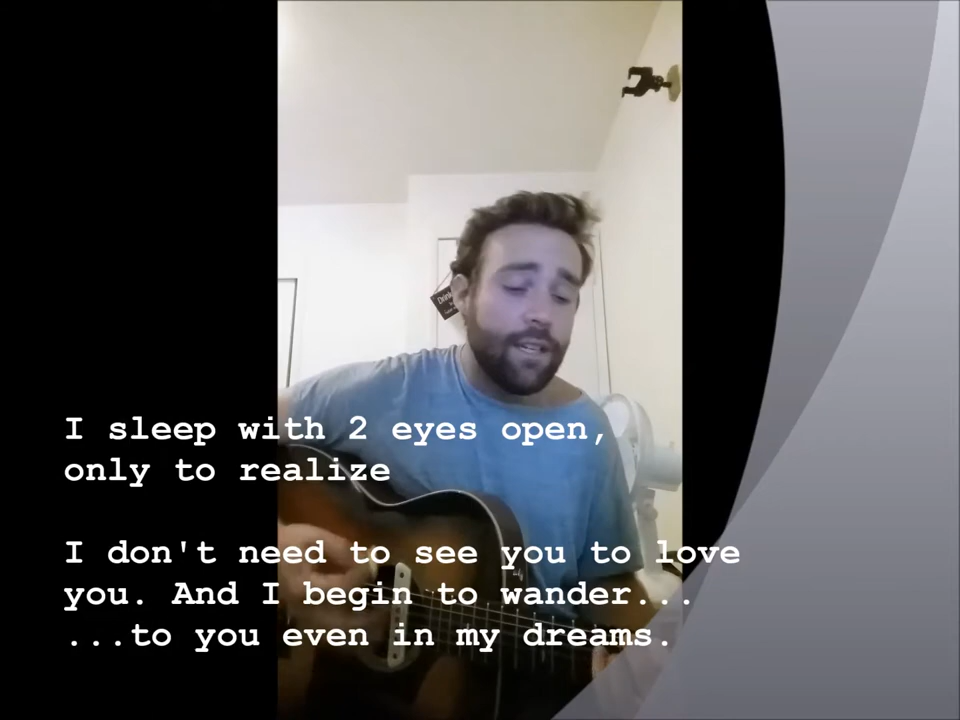 Drink
I sleep with 2 eyes open,
only to realize
I don't need to see you to love
you. And I begin to wander...
...to you even in my dreams.